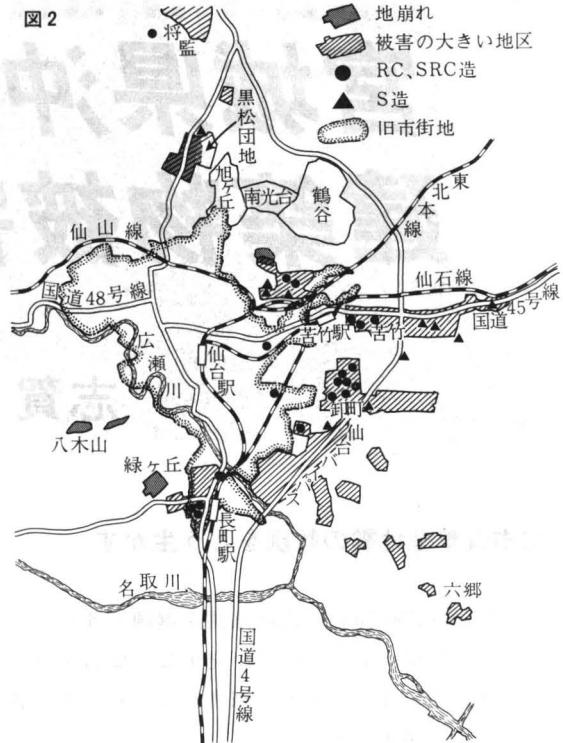 図2
地崩れ
被害の大きい地区
RC、SRC造
S造
旧市街地
将監
黒松団地
旭ヶ丘
南光台
鶴谷
東北本線
仙山線
国道48号線
仙石線
国道45号線
苦竹駅
苦竹
広瀬川
仙台駅
卸町
仙台バイパス
八木山
緑ヶ丘
長町駅
名取川
六郷
国道4号線